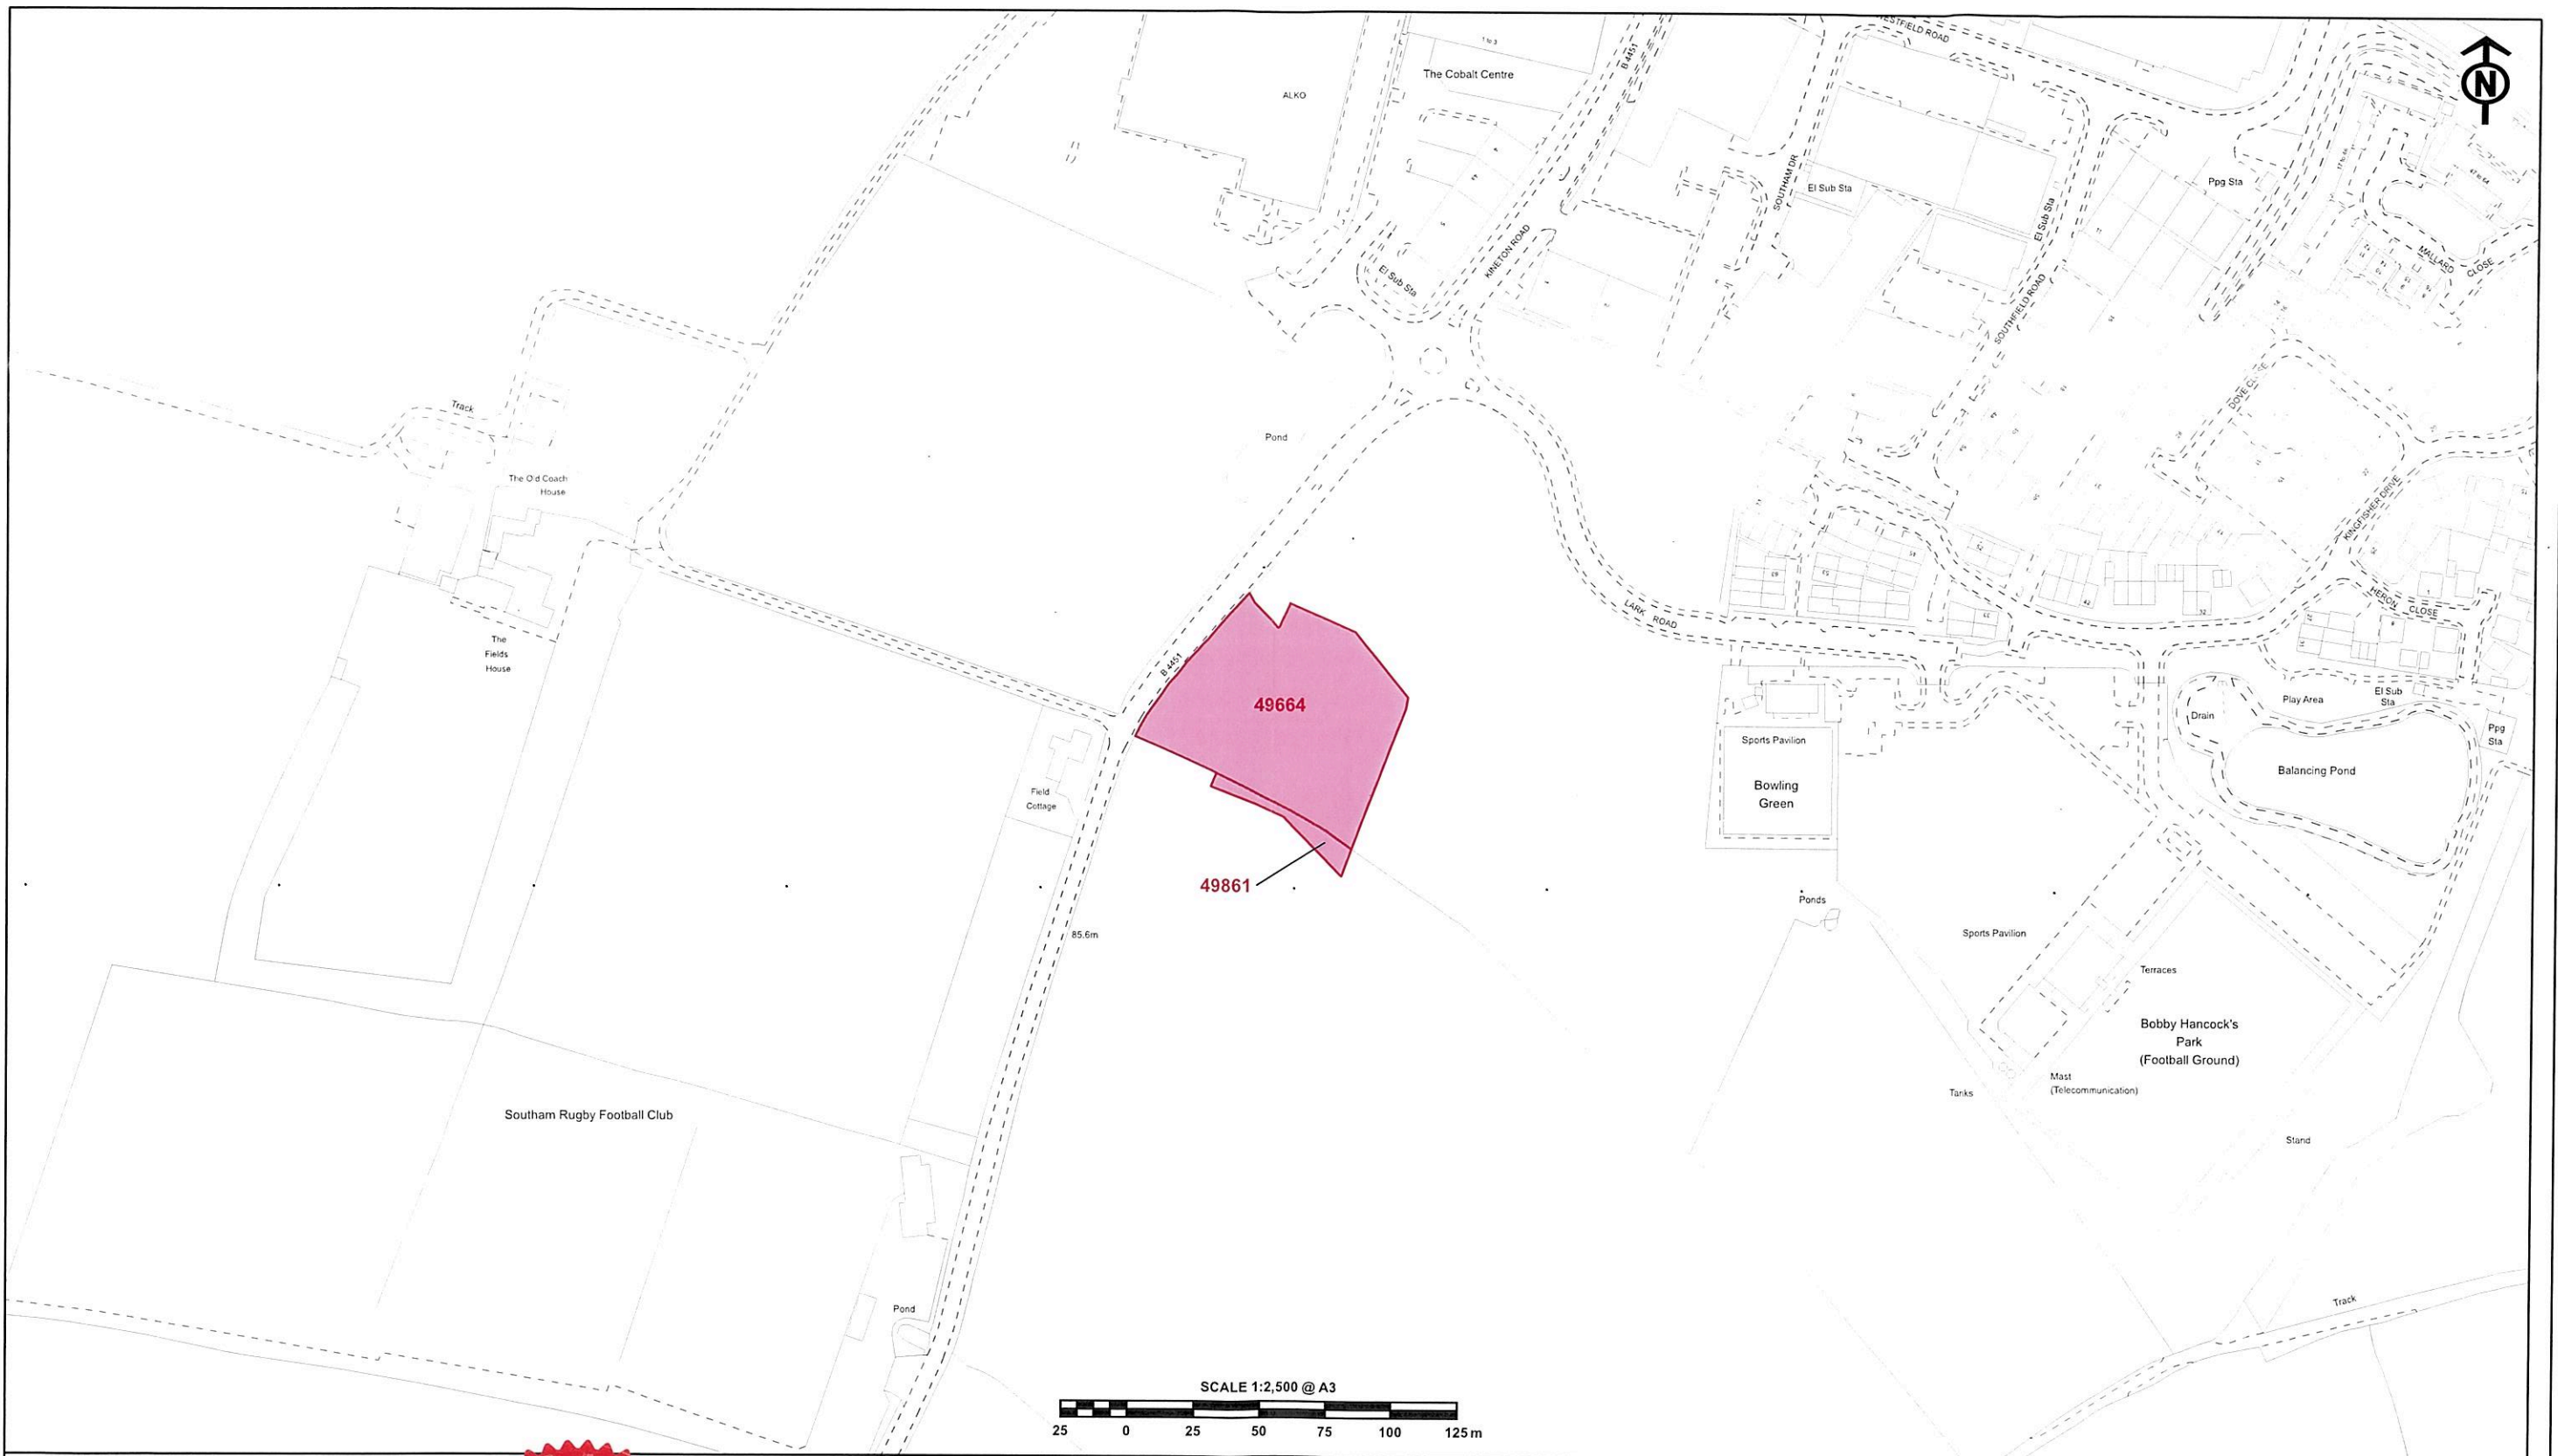 WESTFIELD ROAD
N
1 to 3
The Cobalt Centre
B 4451
ALKO
SOUTHAM DR
El Sub Sta
Ppg Sta
El Sub Sta
KINETON ROAD
El Sub Sta
MALLARD CLOSE
SOUTHFIELD ROAD
DOVE CLOSE
Track
Pond
The Old Coach
House
KINGFISHER DRIVE
63
53
42
32
HERON CLOSE
LARK ROAD
The
Fields
House
B 4451
49664
Play Area
El Sub
Sta
Drain
Ppg
Sta
Sports Pavilion
Balancing Pond
Bowling
Green
Field
Cottage
49861
Ponds
85.6m
Sports Pavilion
Terraces
Bobby Hancock's
Park
(Football Ground)
Mast
(Telecommunication)
Tanks
Southam Rugby Football Club
Stand
Track
Pond
SCALE 1:2,500 @ A3
25 0 25 50 75 100 125 m